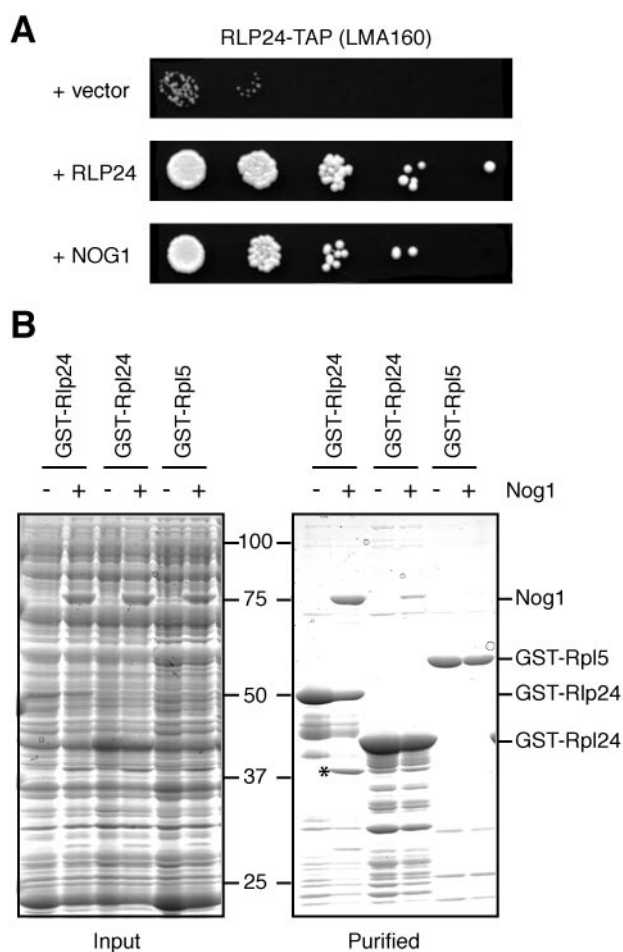 A
RLP24-TAP (LMA160)
+ vector
+ RLP24
+ NOG1
B
GST-Rlp24
GST-Rpl24
GST-Rpl5
GST-Rlp24
GST-Rpl24
GST-Rpl5
- + - + - +
- + - + - + Nog1
100
75
50
37
25
Nog1
GST-Rpl5
GST-Rlp24
GST-Rpl24
*
Input
Purified